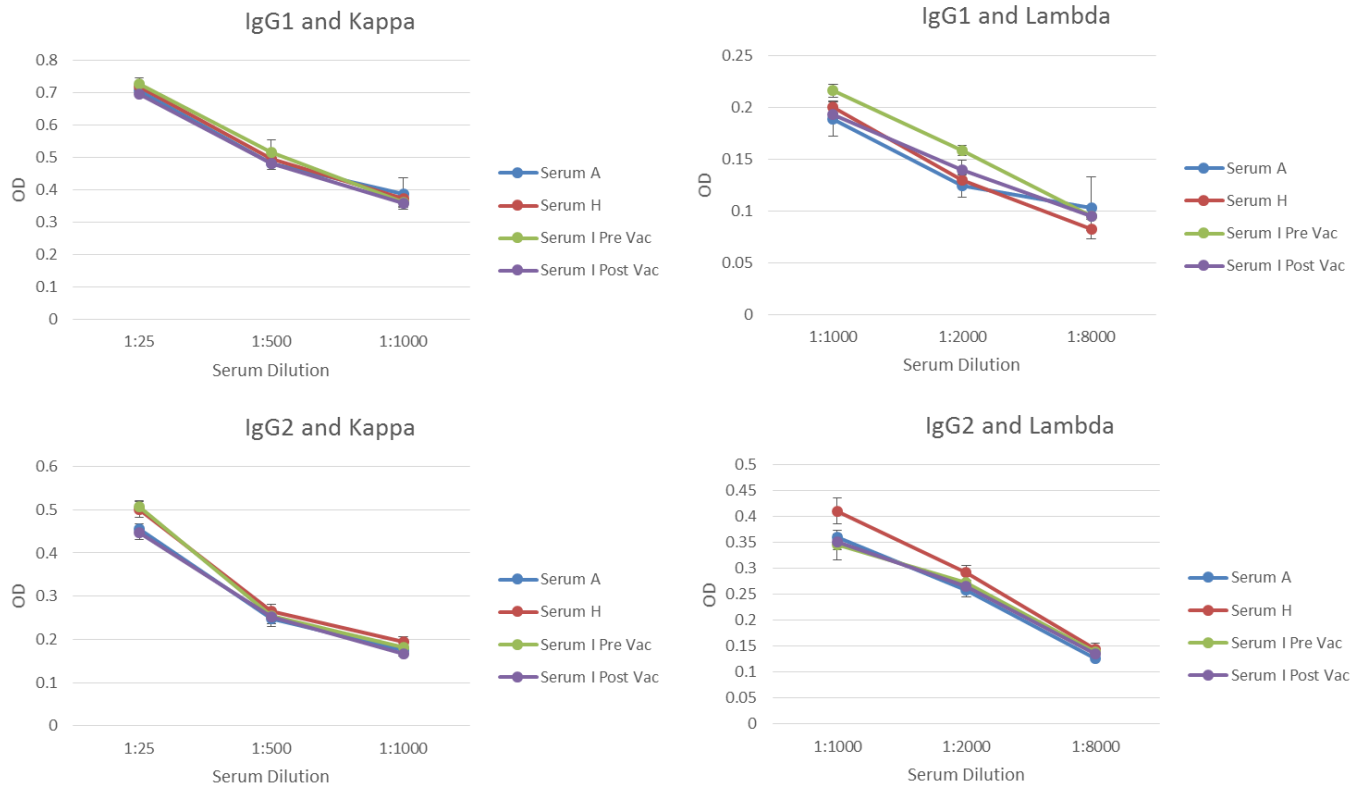 IgG1 and Kappa
0.8
0.7
0.6
0.5
0.4
0.3
0.2
0.1
0
OD
1:25 1:500 1:1000
Serum Dilution
Serum A
Serum H
Serum I Pre Vac
Serum I Post Vac
IgG1 and Lambda
0.25
0.2
0.15
0.1
0.05
0
OD
1:1000 1:2000 1:8000
Serum Dilution
Serum A
Serum H
Serum I Pre Vac
Serum I Post Vac
IgG2 and Kappa
0.6
0.5
0.4
0.3
0.2
0.1
0
OD
1:25 1:500 1:1000
Serum Dilution
Serum A
Serum H
Serum I Pre Vac
Serum I Post Vac
IgG2 and Lambda
0.5
0.45
0.4
0.35
0.3
0.25
0.2
0.15
0.1
0.05
0
OD
1:1000 1:2000 1:8000
Serum Dilution
Serum A
Serum H
Serum I Pre Vac
Serum I Post Vac